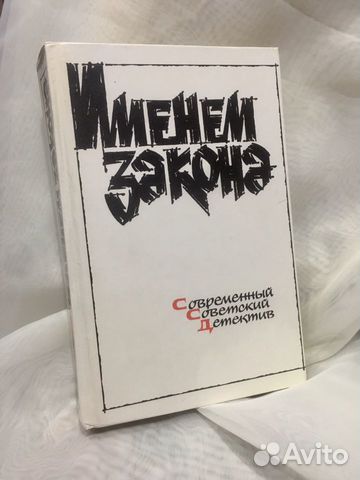 Именем
закона
Современный
Советский
Детектив
Avito